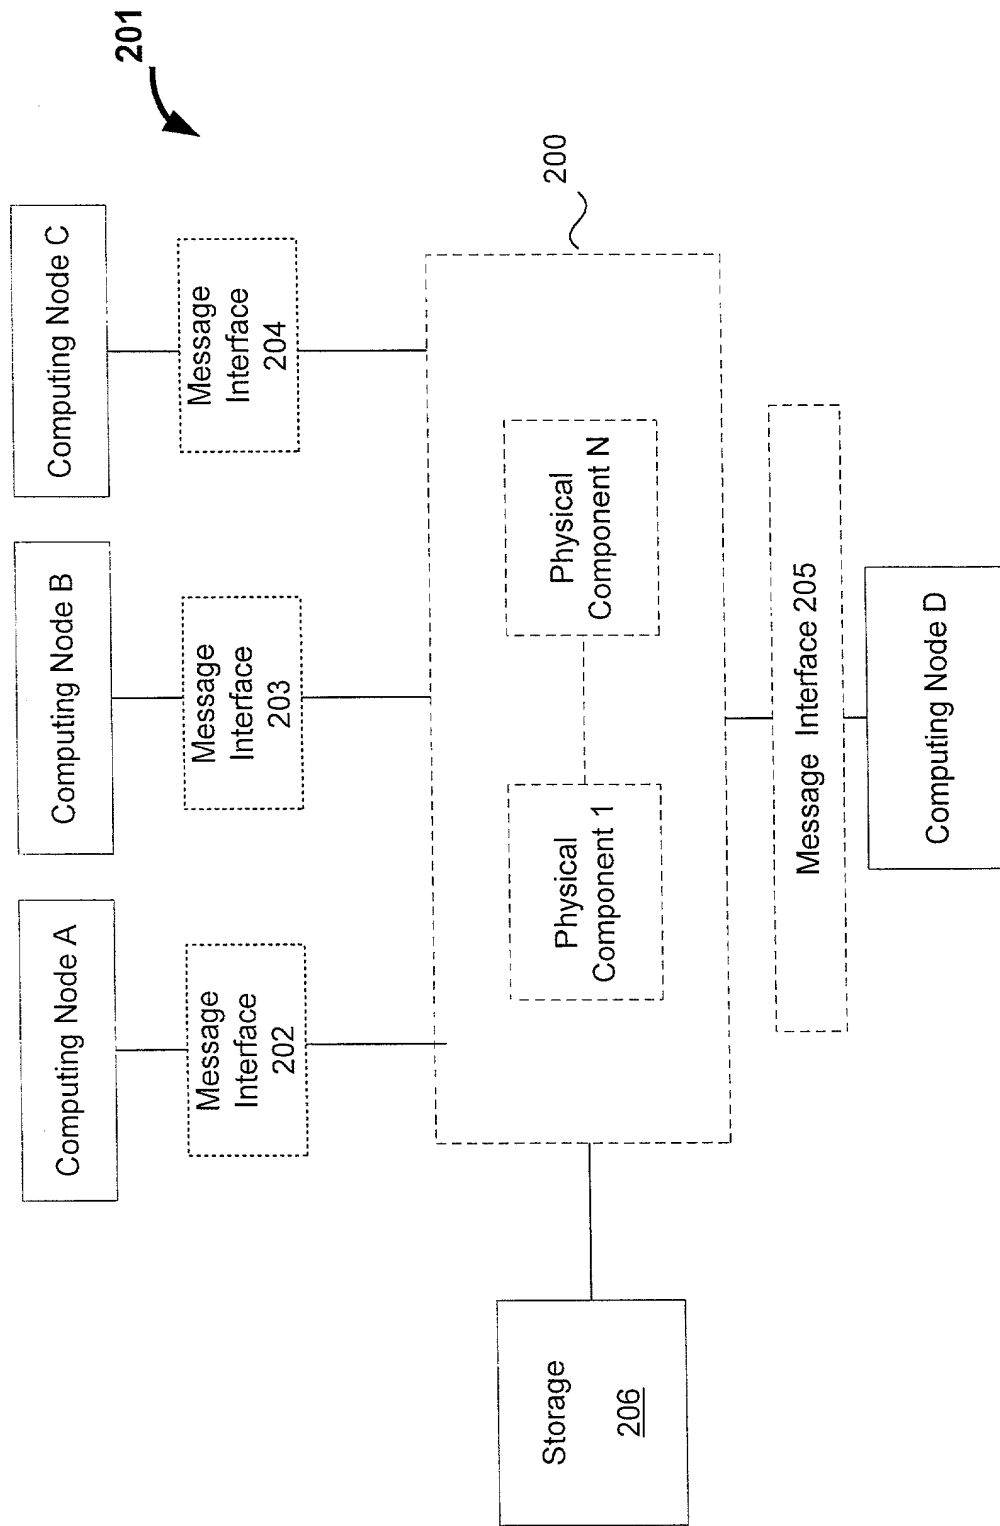 201
Computing Node A
Computing Node B
Computing Node C
Message
Interface
202
Message
Interface
203
Message
Interface
204
200
Physical
Component 1
Physical
Component N
Storage
206
Message Interface 205
Computing Node D